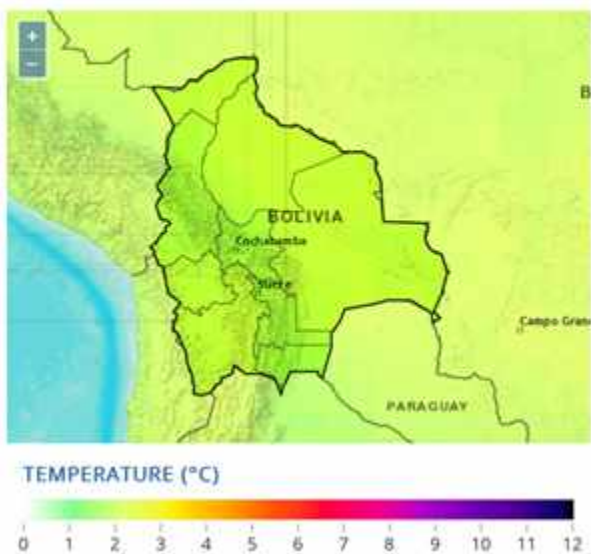 +
−
B
BOLIVIA
Cochabamba
Sucre
Campo Gran
PARAGUAY
TEMPERATURE (°C)
0 1 2 3 4 5 6 7 8 9 10 11 12